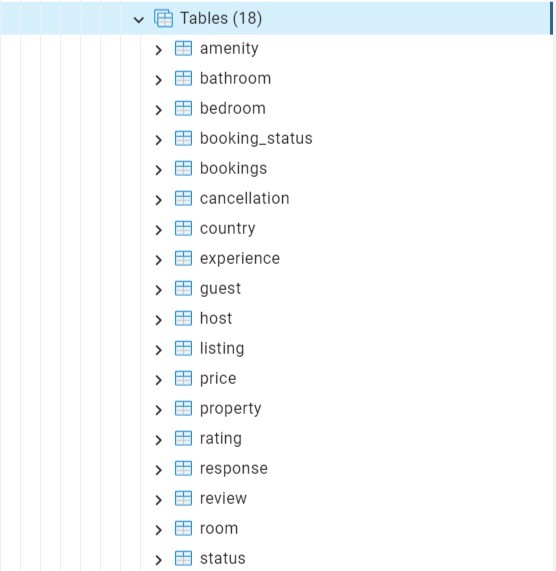 Tables (18)
amenity
bathroom
bedroom
booking_status
bookings
cancellation
country
experience
guest
host
listing
price
property
rating
response
review
room
status